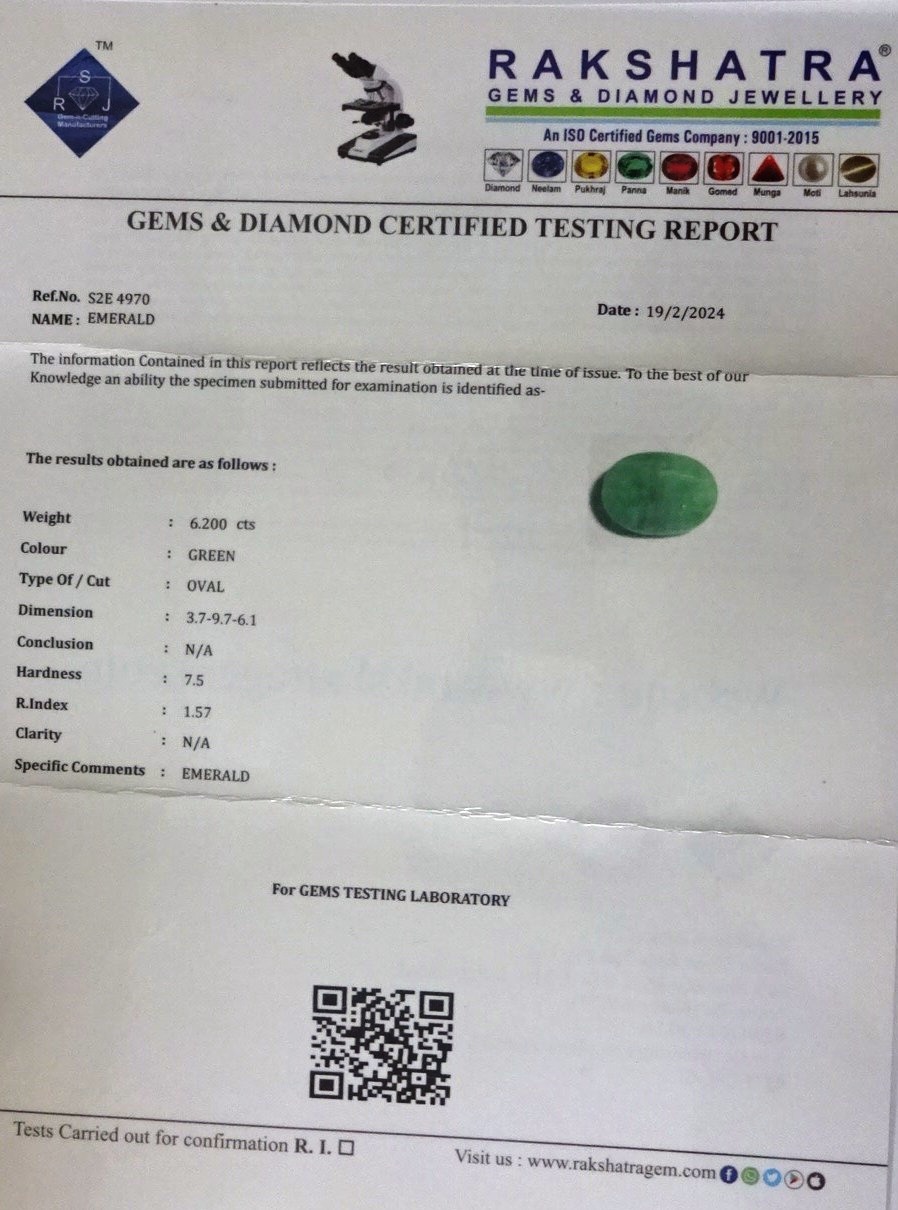 TM
S
R J
Gem-n-Cutting
Manufacturers
RAKSHATRA®
GEMS & DIAMOND JEWELLERY
An ISO Certified Gems Company : 9001-2015
Diamond Neelam Pukhraj Panna Manik Gomed Munga Moti Lahsunia
GEMS & DIAMOND CERTIFIED TESTING REPORT
Ref.No. S2E 4970
Date : 19/2/2024
NAME : EMERALD
The information Contained in this report reflects the result obtained at the time of issue. To the best of our
Knowledge an ability the specimen submitted for examination is identified as-
The results obtained are as follows :
Weight : 6.200 cts
Colour : GREEN
Type Of / Cut : OVAL
Dimension : 3.7-9.7-6.1
Conclusion : N/A
Hardness : 7.5
R.Index : 1.57
Clarity : N/A
Specific Comments : EMERALD
For GEMS TESTING LABORATORY
Tests Carried out for confirmation R. I. ☐
Visit us : www.rakshatragem.com